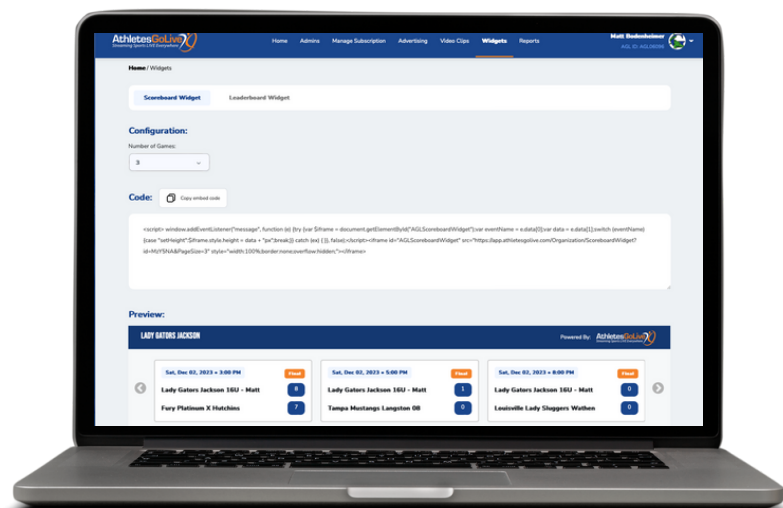 AthletesGoLive
Streaming Sports LIVE Everywhere
Home Admins Manage Subscription Advertising Video Clips Widgets Reports
Matt Bodenheimer
Home / Widgets
Scoreboard Widget Leaderboard Widget
Configuration:
Number of Games:
3
Code: Copy embed code
<script> window.addEventListener("message", function (e) {try {var $iframe = document.getElementById("AGLScoreboardWidget");var eventName = e.data[0];var data = e.data[1];switch (eventName)
{case "setHeight":$iframe.style.height = data + "px";break;}} catch (ex) { }}, false);</script><iframe id="AGLScoreboardWidget" src="https://app.athletesgolive.com/Organization/ScoreboardWidget?
id=MJYSNA&PageSize=3" style="width:100%;border:none;overflow:hidden;"></iframe>
Preview:
LADY GATORS JACKSON Powered By: AthletesGoLive
Sat, Dec 02, 2023 • 3:00 PM Final Sat, Dec 02, 2023 • 5:00 PM Final Sat, Dec 02, 2023 • 8:00 PM Final
Lady Gators Jackson 16U - Matt 8 Lady Gators Jackson 16U - Matt 1 Lady Gators Jackson 16U - Matt 0
Fury Platinum X Hutchins 7 Tampa Mustangs Langston 08 0 Louisville Lady Sluggers Wathen 0